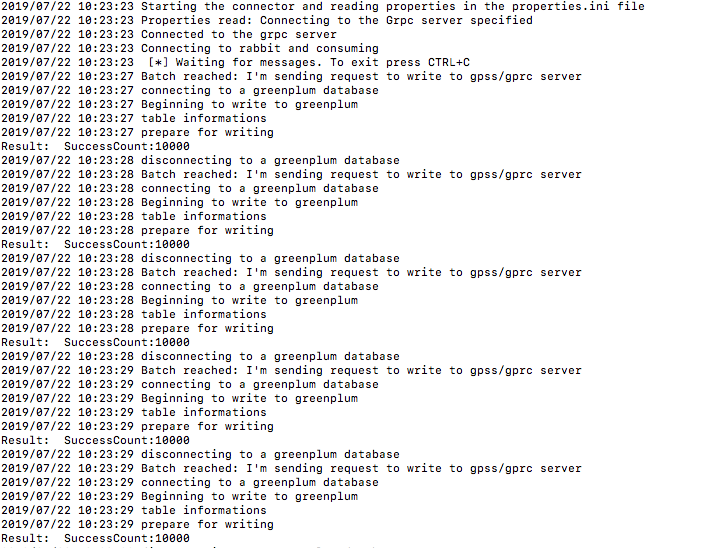 2019/07/22 10:23:23 Starting the connector and reading properties in the properties.ini file
2019/07/22 10:23:23 Properties read: Connecting to the Grpc server specified
2019/07/22 10:23:23 Connected to the grpc server
2019/07/22 10:23:23 Connecting to rabbit and consuming
2019/07/22 10:23:23  [*] Waiting for messages. To exit press CTRL+C
2019/07/22 10:23:27 Batch reached: I'm sending request to write to gpss/gprc server
2019/07/22 10:23:27 connecting to a greenplum database
2019/07/22 10:23:27 Beginning to write to greenplum
2019/07/22 10:23:27 table informations
2019/07/22 10:23:27 prepare for writing
Result:  SuccessCount:10000
2019/07/22 10:23:28 disconnecting to a greenplum database
2019/07/22 10:23:28 Batch reached: I'm sending request to write to gpss/gprc server
2019/07/22 10:23:28 connecting to a greenplum database
2019/07/22 10:23:28 Beginning to write to greenplum
2019/07/22 10:23:28 table informations
2019/07/22 10:23:28 prepare for writing
Result:  SuccessCount:10000
2019/07/22 10:23:28 disconnecting to a greenplum database
2019/07/22 10:23:28 Batch reached: I'm sending request to write to gpss/gprc server
2019/07/22 10:23:28 connecting to a greenplum database
2019/07/22 10:23:28 Beginning to write to greenplum
2019/07/22 10:23:28 table informations
2019/07/22 10:23:28 prepare for writing
Result:  SuccessCount:10000
2019/07/22 10:23:28 disconnecting to a greenplum database
2019/07/22 10:23:29 Batch reached: I'm sending request to write to gpss/gprc server
2019/07/22 10:23:29 connecting to a greenplum database
2019/07/22 10:23:29 Beginning to write to greenplum
2019/07/22 10:23:29 table informations
2019/07/22 10:23:29 prepare for writing
Result:  SuccessCount:10000
2019/07/22 10:23:29 disconnecting to a greenplum database
2019/07/22 10:23:29 Batch reached: I'm sending request to write to gpss/gprc server
2019/07/22 10:23:29 connecting to a greenplum database
2019/07/22 10:23:29 Beginning to write to greenplum
2019/07/22 10:23:29 table informations
2019/07/22 10:23:29 prepare for writing
Result:  SuccessCount:10000